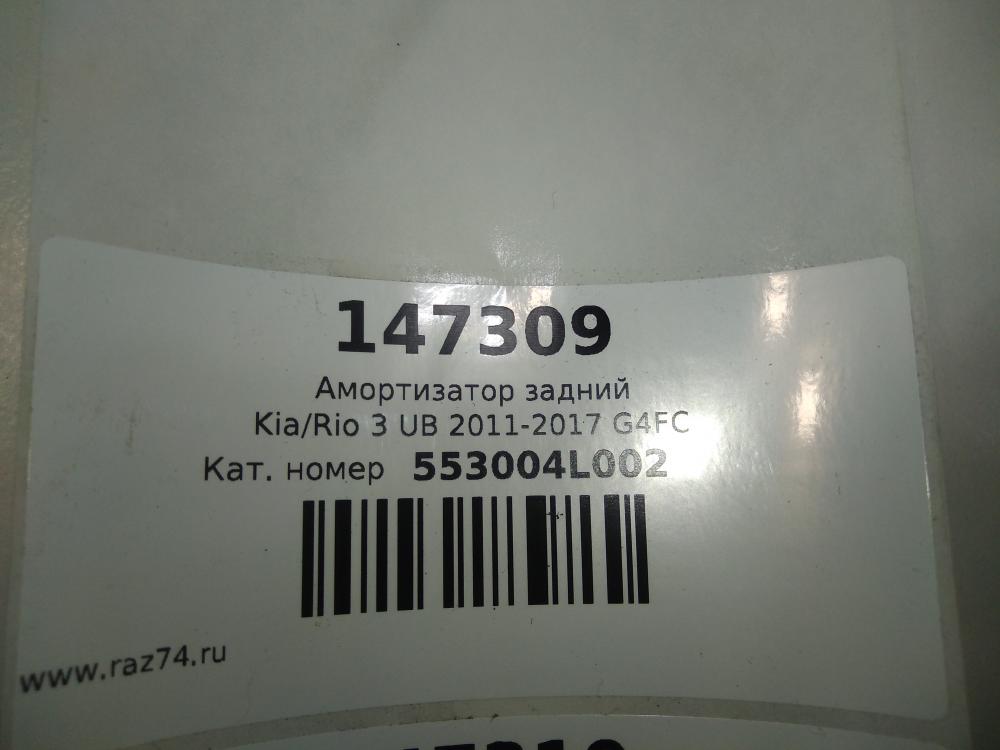 147309
Амортизатор задний
Kia/Rio 3 UB 2011-2017 G4FC
Кат. номер 553004L002
www.raz74.ru